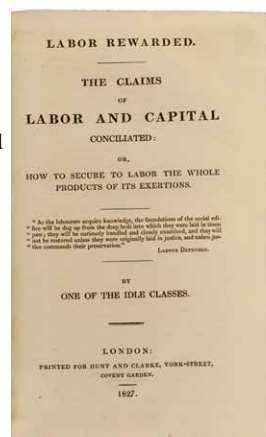 LABOR REWARDED.
THE CLAIMS
OF
LABOR AND CAPITAL
CONCILIATED:
OR,
HOW TO SECURE TO LABOR THE WHOLE
PRODUCTS OF ITS EXERTIONS.
"As the labourers acquire knowledge, the foundations of the social edi-
"fice will be dug up from the deep beds into which they were laid in times
"past; they will be curiously handled and closely examined, and they will
"not be restored unless they were originally laid in justice, and unless jus-
"tice commands their preservation."
LABOUR DEFENDED.
BY
ONE OF THE IDLE CLASSES.
LONDON:
PRINTED FOR HUNT AND CLARKE, YORK-STREET,
COVENT GARDEN.
1827.